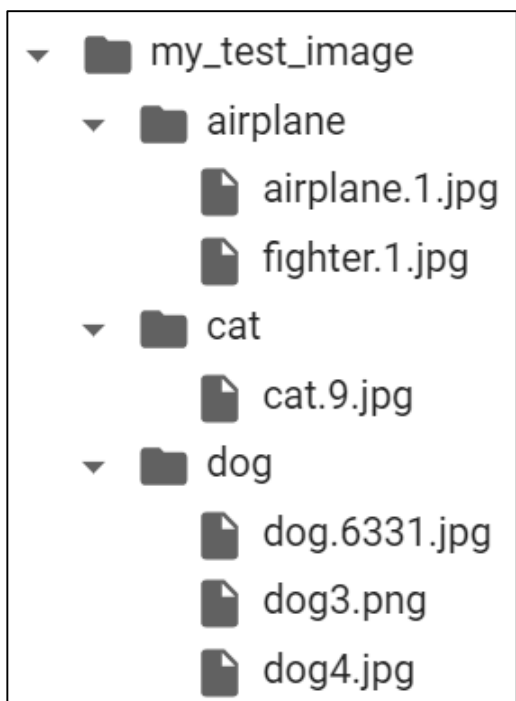 my_test_image
airplane
airplane.1.jpg
fighter.1.jpg
cat
cat.9.jpg
dog
dog.6331.jpg
dog3.png
dog4.jpg